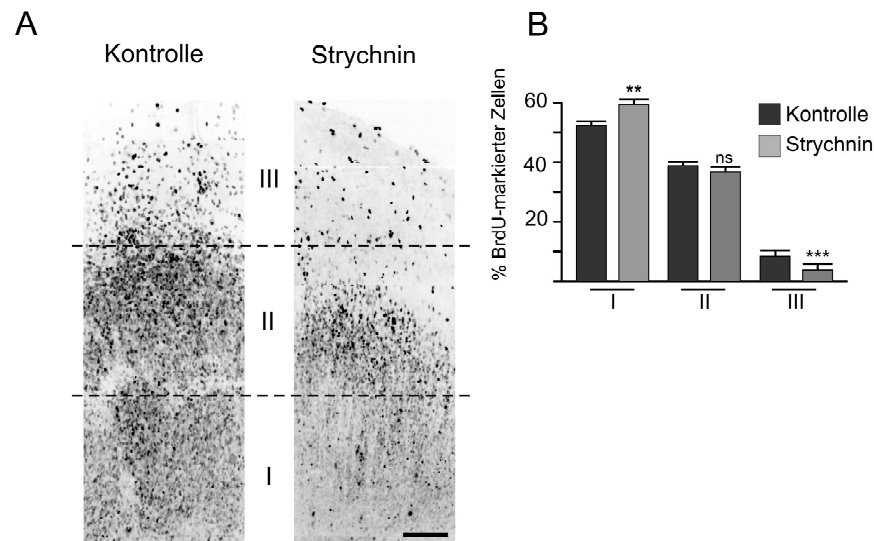 A
Kontrolle
Strychnin
III
II
I
B
% BrdU-markierter Zellen
60
40
20
**
ns
***
I
II
III
Kontrolle
Strychnin